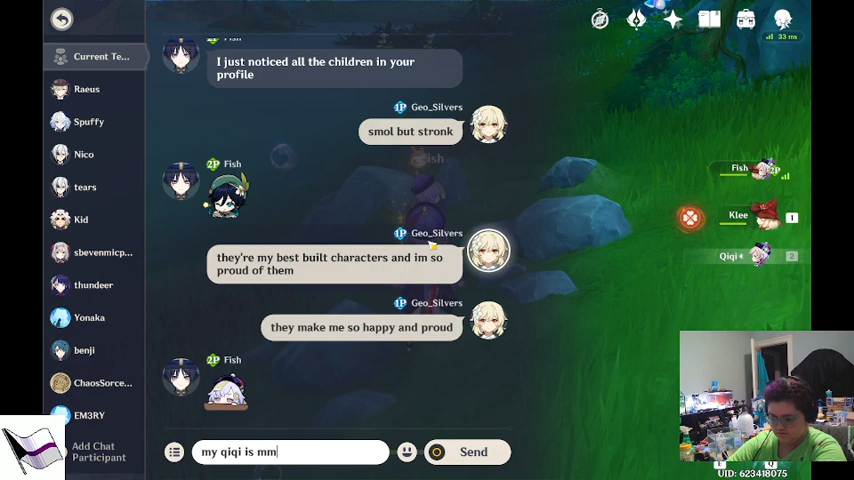 33 ms
Current Te...
Raeus
Spuffy
Nico
tears
Kid
sbevenmicp...
thundeer
Yonaka
benji
ChaosSorce...
EM3RY
Add Chat
Participant
2P Fish
I just noticed all the children in your
profile
1P Geo_Silvers
smol but stronk
2P Fish
1P Geo_Silvers
they're my best built characters and im so
proud of them
1P Geo_Silvers
they make me so happy and proud
2P Fish
my qiqi is mm
Send
Fish
Fish
2P
Klee
1
Qiqi
2
E
Q
UID: 623418075